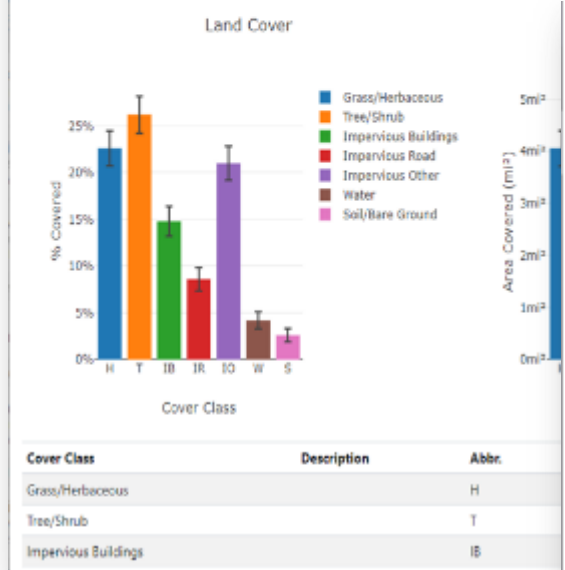 Land Cover
% Covered
25%
20%
15%
10%
5%
0%
H T IB IR IO W S
Cover Class
Grass/Herbaceous
Tree/Shrub
Impervious Buildings
Impervious Road
Impervious Other
Water
Soil/Bare Ground
Area Covered (mi²)
5mi²
4mi²
3mi²
2mi²
1mi²
0mi²
Cover Class Description Abbr.
Grass/Herbaceous H
Tree/Shrub T
Impervious Buildings IB